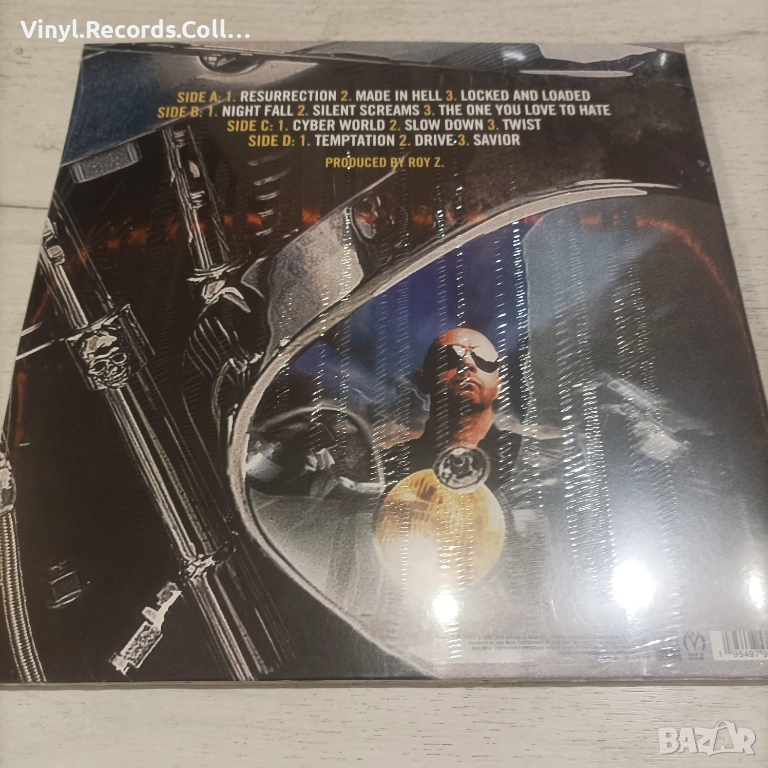 Vinyl.Records.Coll...
SIDE A: 1. RESURRECTION 2. MADE IN HELL 3. LOCKED AND LOADED
SIDE B: 1. NIGHT FALL 2. SILENT SCREAMS 3. THE ONE YOU LOVE TO HATE
SIDE C: 1. CYBER WORLD 2. SLOW DOWN 3. TWIST
SIDE D: 1. TEMPTATION 2. DRIVE 3. SAVIOR
PRODUCED BY ROY Z.
BAZAR